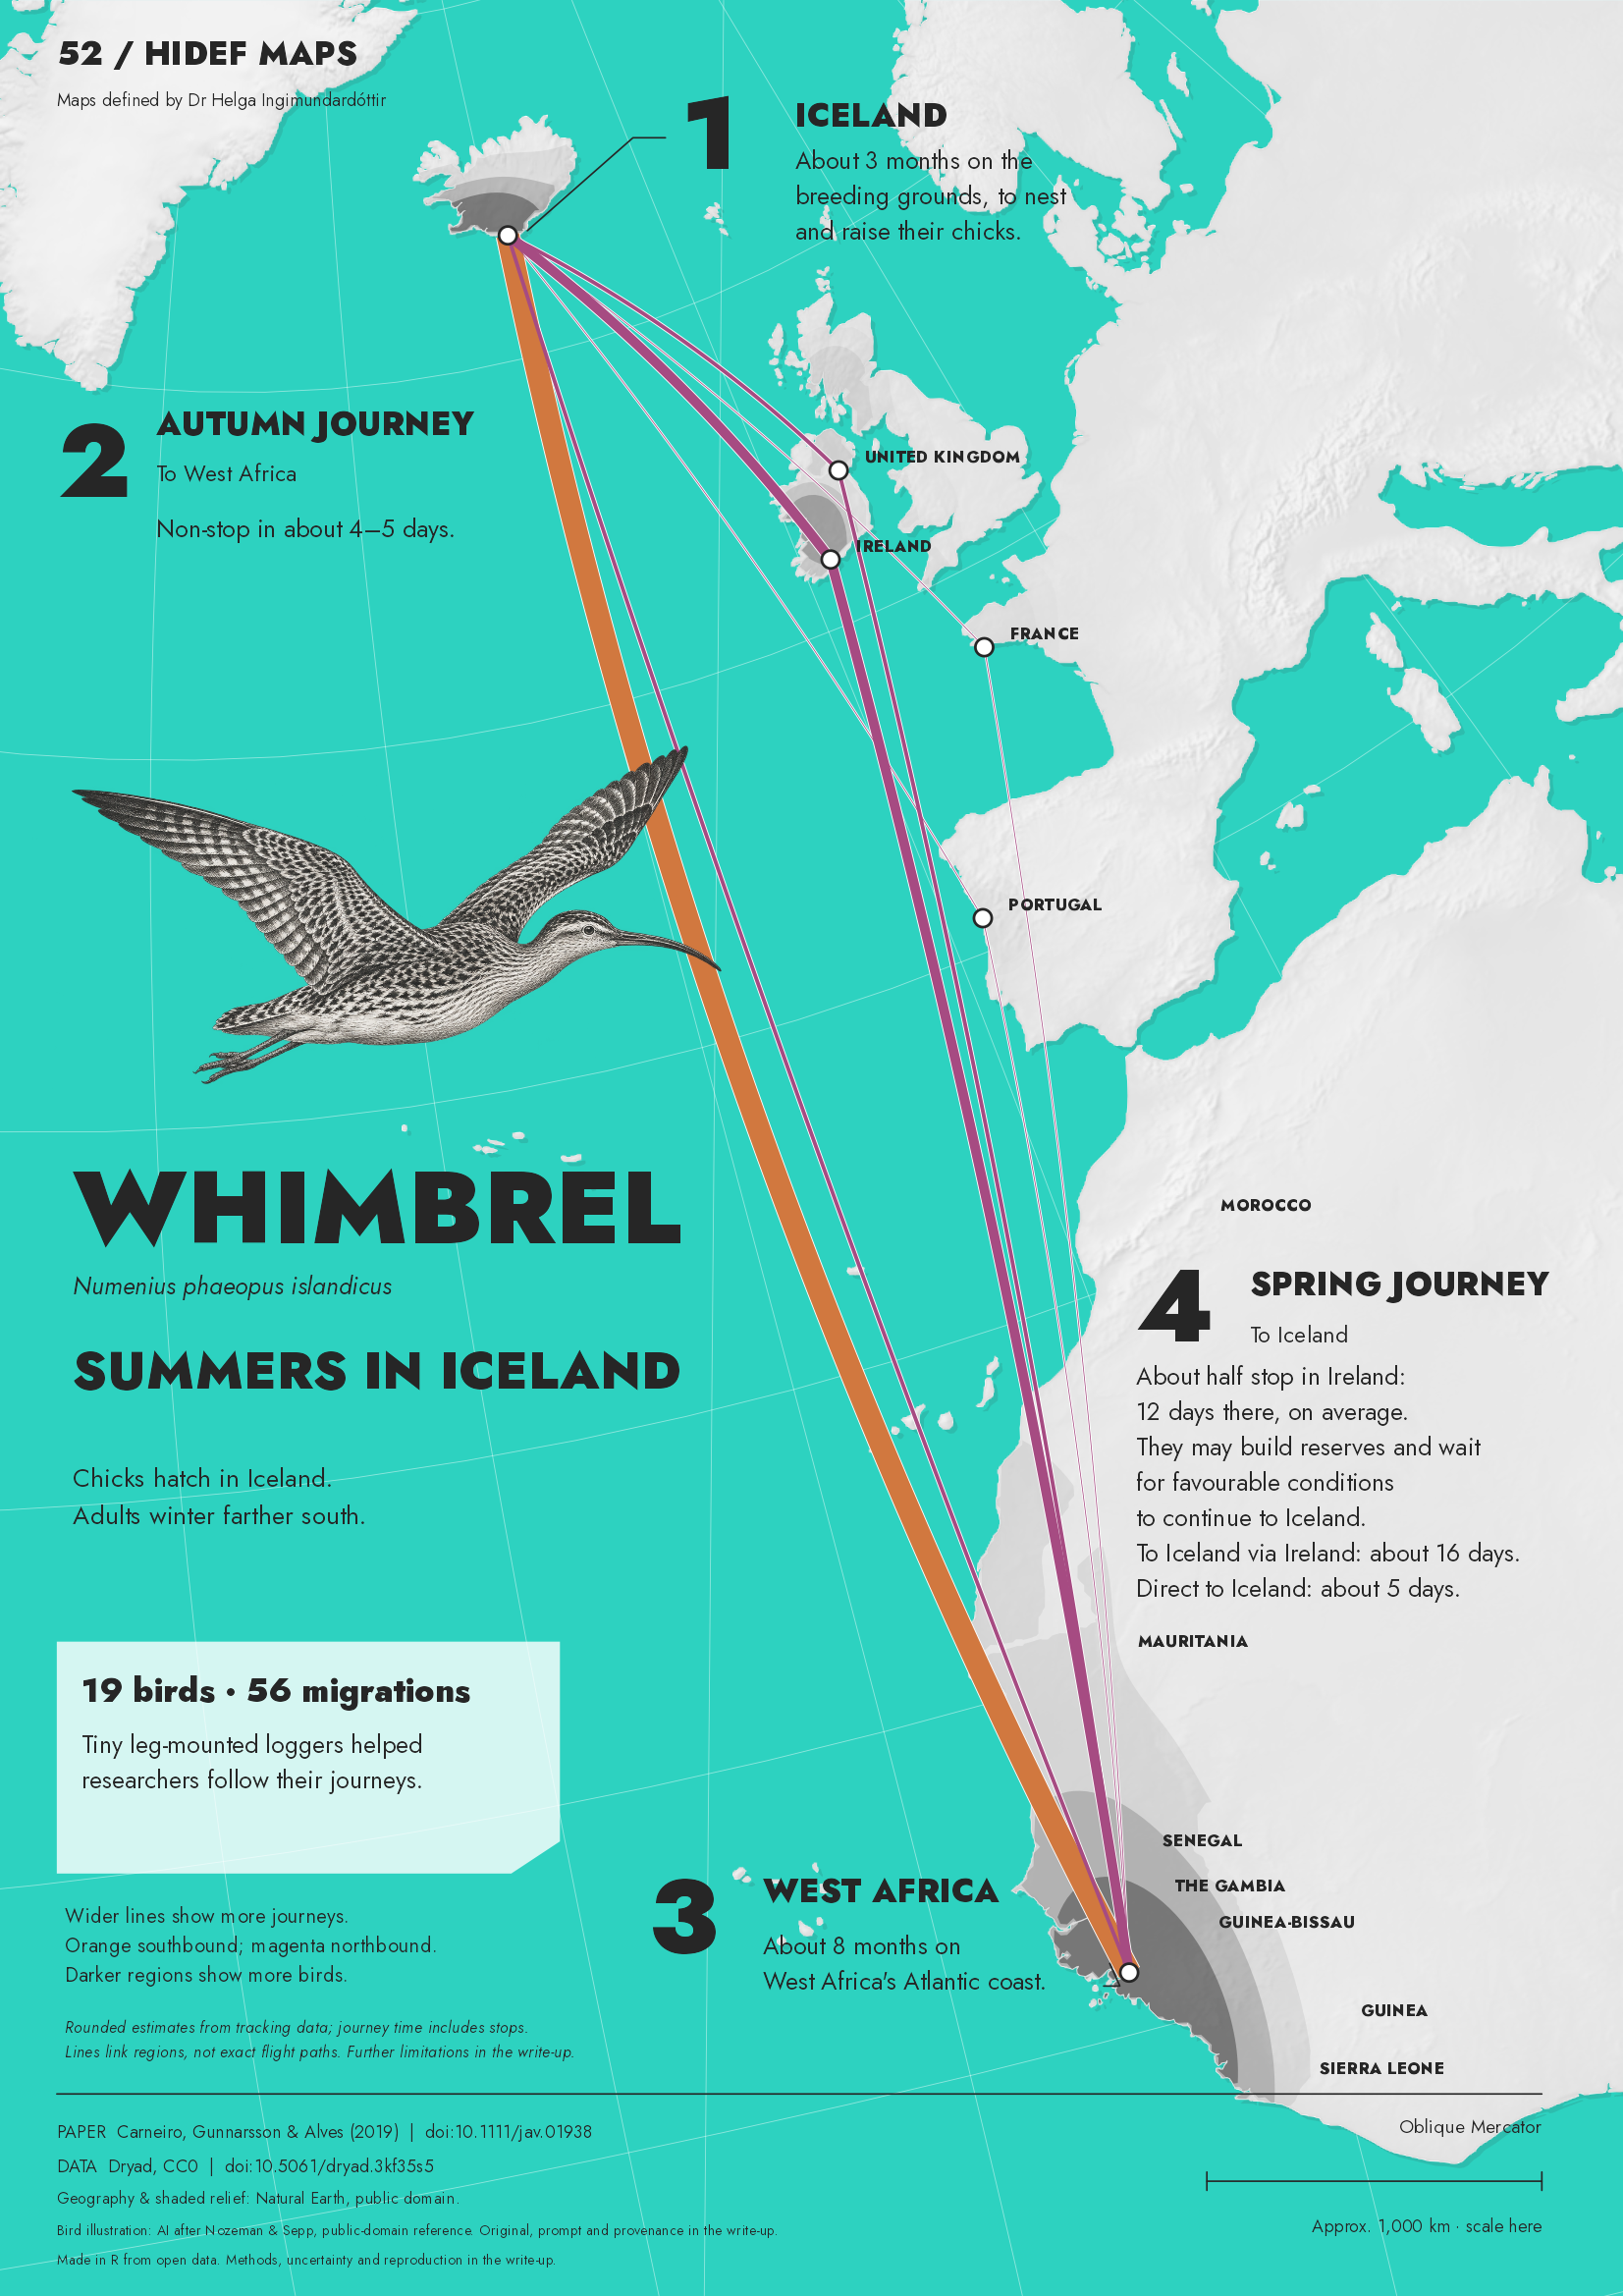 52 / HIDEF MAPS
Maps defined by Dr Helga Ingimundardóttir
1
ICELAND
About 3 months on the
breeding grounds, to nest
and raise their chicks.
2
AUTUMN JOURNEY
To West Africa
Non-stop in about 4–5 days.
UNITED KINGDOM
IRELAND
FRANCE
PORTUGAL
WHIMBREL
Numenius phaeopus islandicus
SUMMERS IN ICELAND
Chicks hatch in Iceland.
Adults winter farther south.
MOROCCO
4
SPRING JOURNEY
To Iceland
About half stop in Ireland:
12 days there, on average.
They may build reserves and wait
for favourable conditions
to continue to Iceland.
To Iceland via Ireland: about 16 days.
Direct to Iceland: about 5 days.
MAURITANIA
19 birds · 56 migrations
Tiny leg-mounted loggers helped
researchers follow their journeys.
SENEGAL
THE GAMBIA
GUINEA-BISSAU
GUINEA
SIERRA LEONE
3
WEST AFRICA
About 8 months on
West Africa's Atlantic coast.
Wider lines show more journeys.
Orange southbound; magenta northbound.
Darker regions show more birds.
Rounded estimates from tracking data; journey time includes stops.
Lines link regions, not exact flight paths. Further limitations in the write-up.
PAPER Carneiro, Gunnarsson & Alves (2019) | doi:10.1111/jav.01938
DATA Dryad, CC0 | doi:10.5061/dryad.3kf35s5
Geography & shaded relief: Natural Earth, public domain.
Bird illustration: AI after Nozeman & Sepp, public-domain reference. Original, prompt and provenance in the write-up.
Made in R from open data. Methods, uncertainty and reproduction in the write-up.
Oblique Mercator
Approx. 1,000 km · scale here